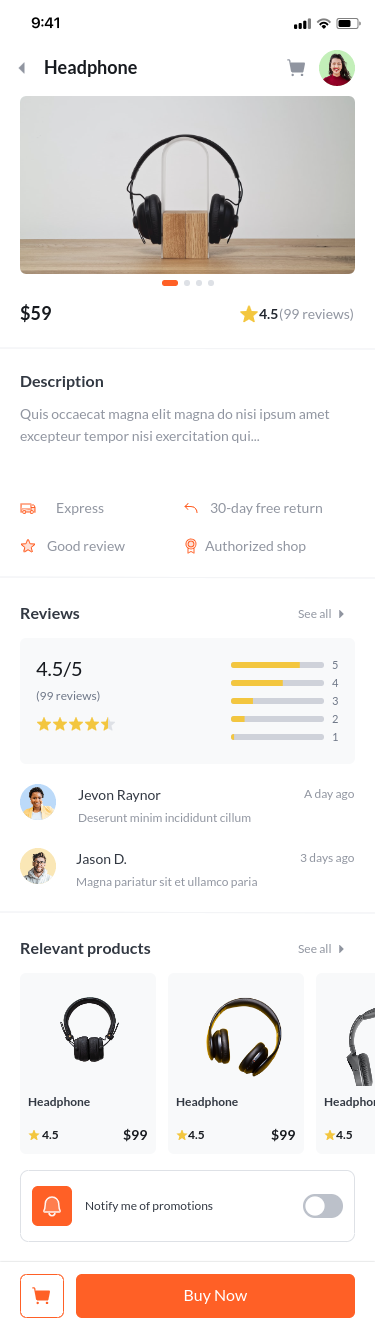 9:41
Headphone
$59
4.5(99 reviews)
Description
Quis occaecat magna elit magna do nisi ipsum amet
excepteur tempor nisi exercitation qui...
Express
30-day free return
Good review
Authorized shop
Reviews
See all
4.5/5
(99 reviews)
5
4
3
2
1
Jevon Raynor
A day ago
Deserunt minim incididunt cillum
Jason D.
3 days ago
Magna pariatur sit et ullamco paria
Relevant products
See all
Headphone
4.5 $99
Headphone
4.5 $99
Headphon
4.5
Notify me of promotions
Buy Now